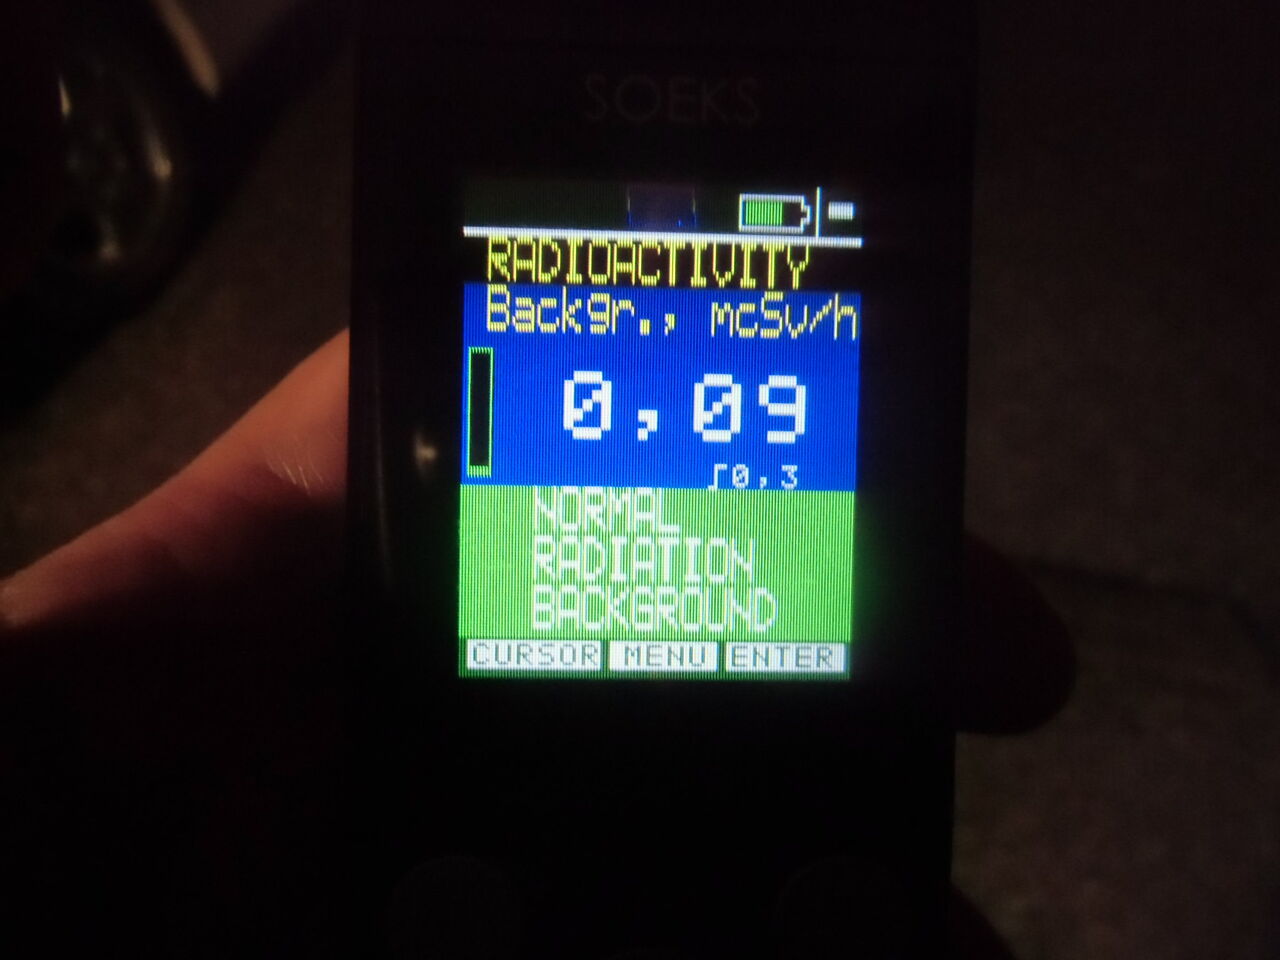 SOEKS
RADIOACTIVITY
Backgr., mcSv/h
0,09
∫0,3
NORMAL
RADIATION
BACKGROUND
CURSOR MENU ENTER